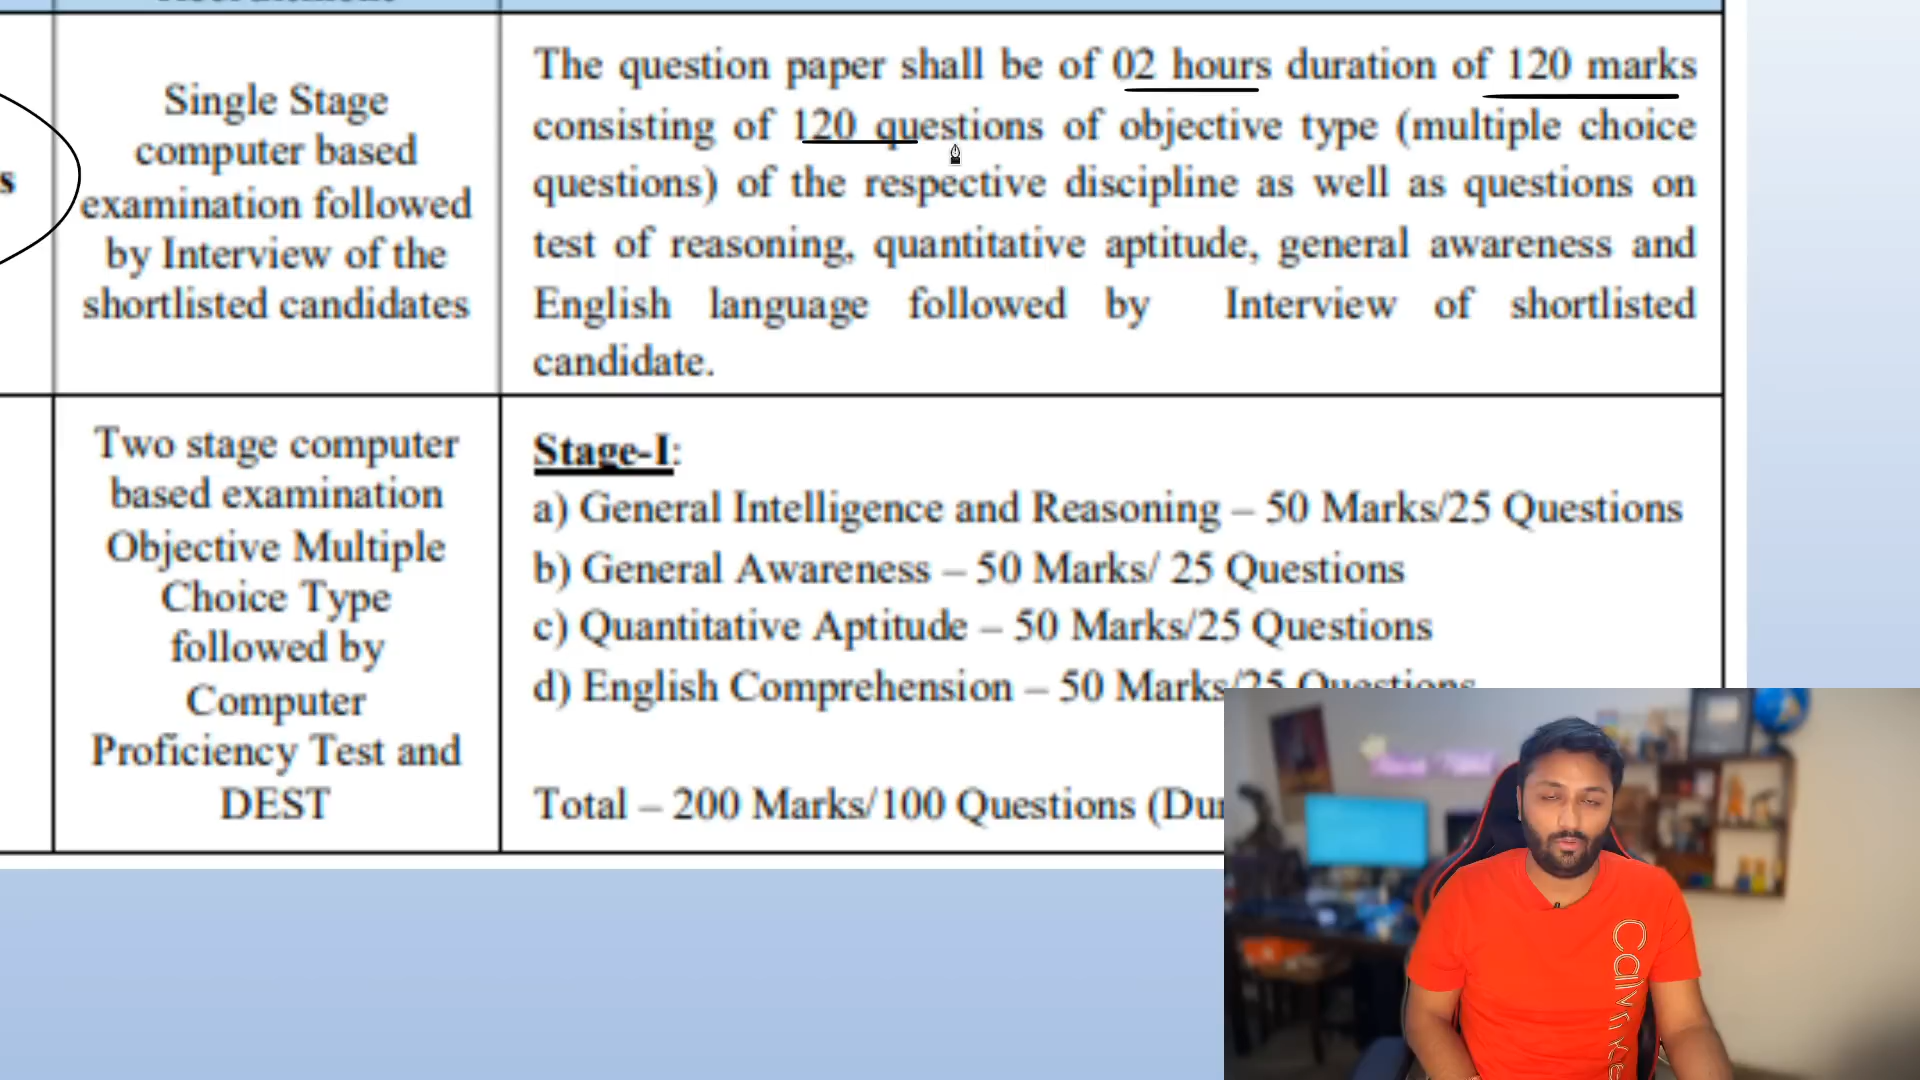 s
Single Stage
computer based
examination followed
by Interview of the
shortlisted candidates
The question paper shall be of 02 hours duration of 120 marks
consisting of 120 questions of objective type (multiple choice
questions) of the respective discipline as well as questions on
test of reasoning, quantitative aptitude, general awareness and
English language followed by Interview of shortlisted
candidate.
Two stage computer
based examination
Objective Multiple
Choice Type
followed by
Computer
Proficiency Test and
DEST
Stage-I:
a) General Intelligence and Reasoning – 50 Marks/25 Questions
b) General Awareness – 50 Marks/ 25 Questions
c) Quantitative Aptitude – 50 Marks/25 Questions
d) English Comprehension – 50 Marks/25 Questions
Total – 200 Marks/100 Questions (Dur